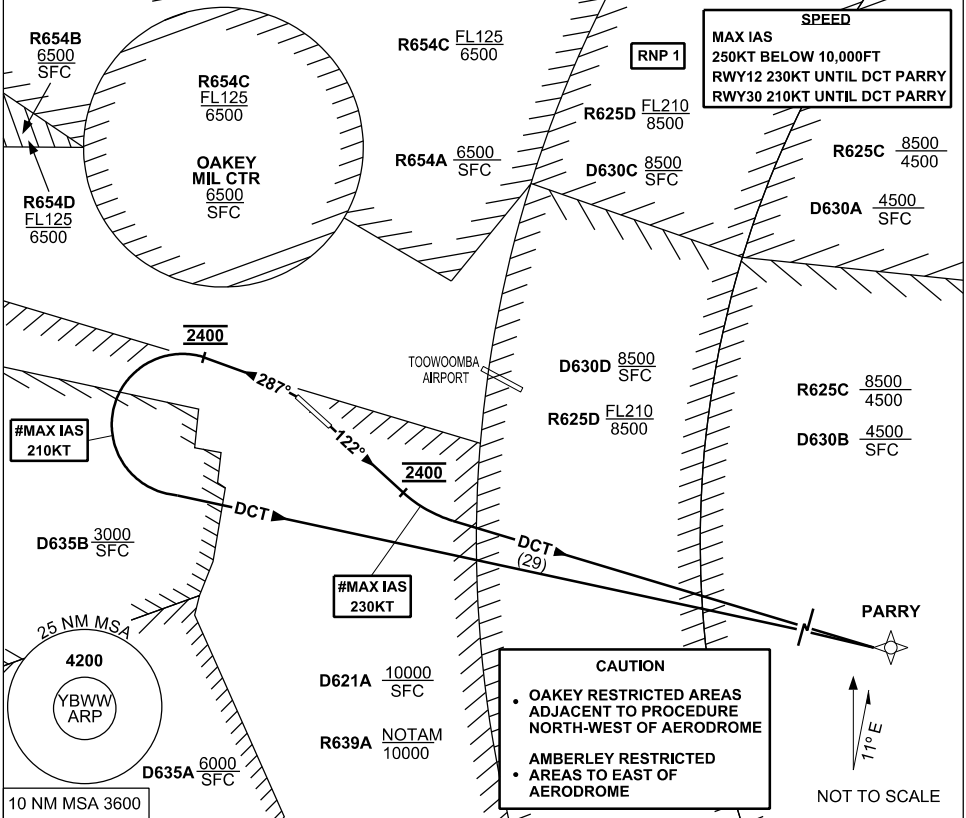 R654B
6500
SFC
R654C
FL125
6500
R654C FL125
6500
RNP 1
SPEED
MAX IAS
250KT BELOW 10,000FT
RWY12 230KT UNTIL DCT PARRY
RWY30 210KT UNTIL DCT PARRY
R625D FL210
8500
OAKEY
MIL CTR
6500
SFC
R654A 6500
SFC
D630C 8500
SFC
R625C 8500
4500
R654D
FL125
6500
D630A 4500
SFC
2400
287°
TOOWOOMBA
AIRPORT
D630D 8500
SFC
R625D FL210
8500
R625C 8500
4500
D630B 4500
SFC
#MAX IAS
210KT
122°
2400
DCT
D635B 3000
SFC
DCT
(29)
#MAX IAS
230KT
PARRY
25 NM MSA
4200
YBWW
ARP
D621A 10000
SFC
R639A NOTAM
10000
D635A 6000
SFC
10 NM MSA 3600
CAUTION
• OAKEY RESTRICTED AREAS
ADJACENT TO PROCEDURE
NORTH-WEST OF AERODROME
AMBERLEY RESTRICTED
• AREAS TO EAST OF
AERODROME
11° E
NOT TO SCALE